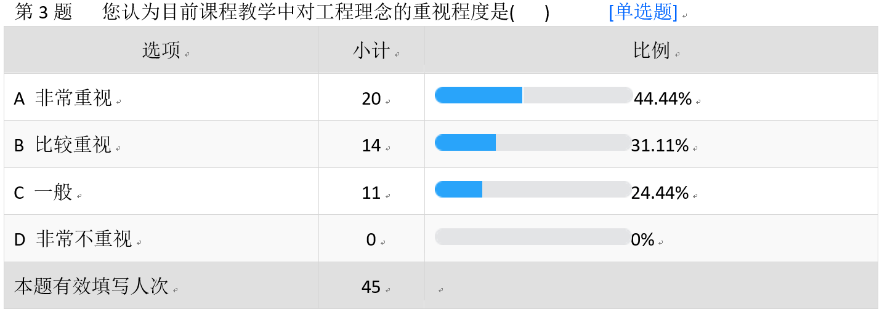 第 3 题 您认为目前课程教学中对工程理念的重视程度是( ) [单选题]
选项 小计 比例
A 非常重视 20 44.44%
B 比较重视 14 31.11%
C 一般 11 24.44%
D 非常不重视 0 0%
本题有效填写人次 45